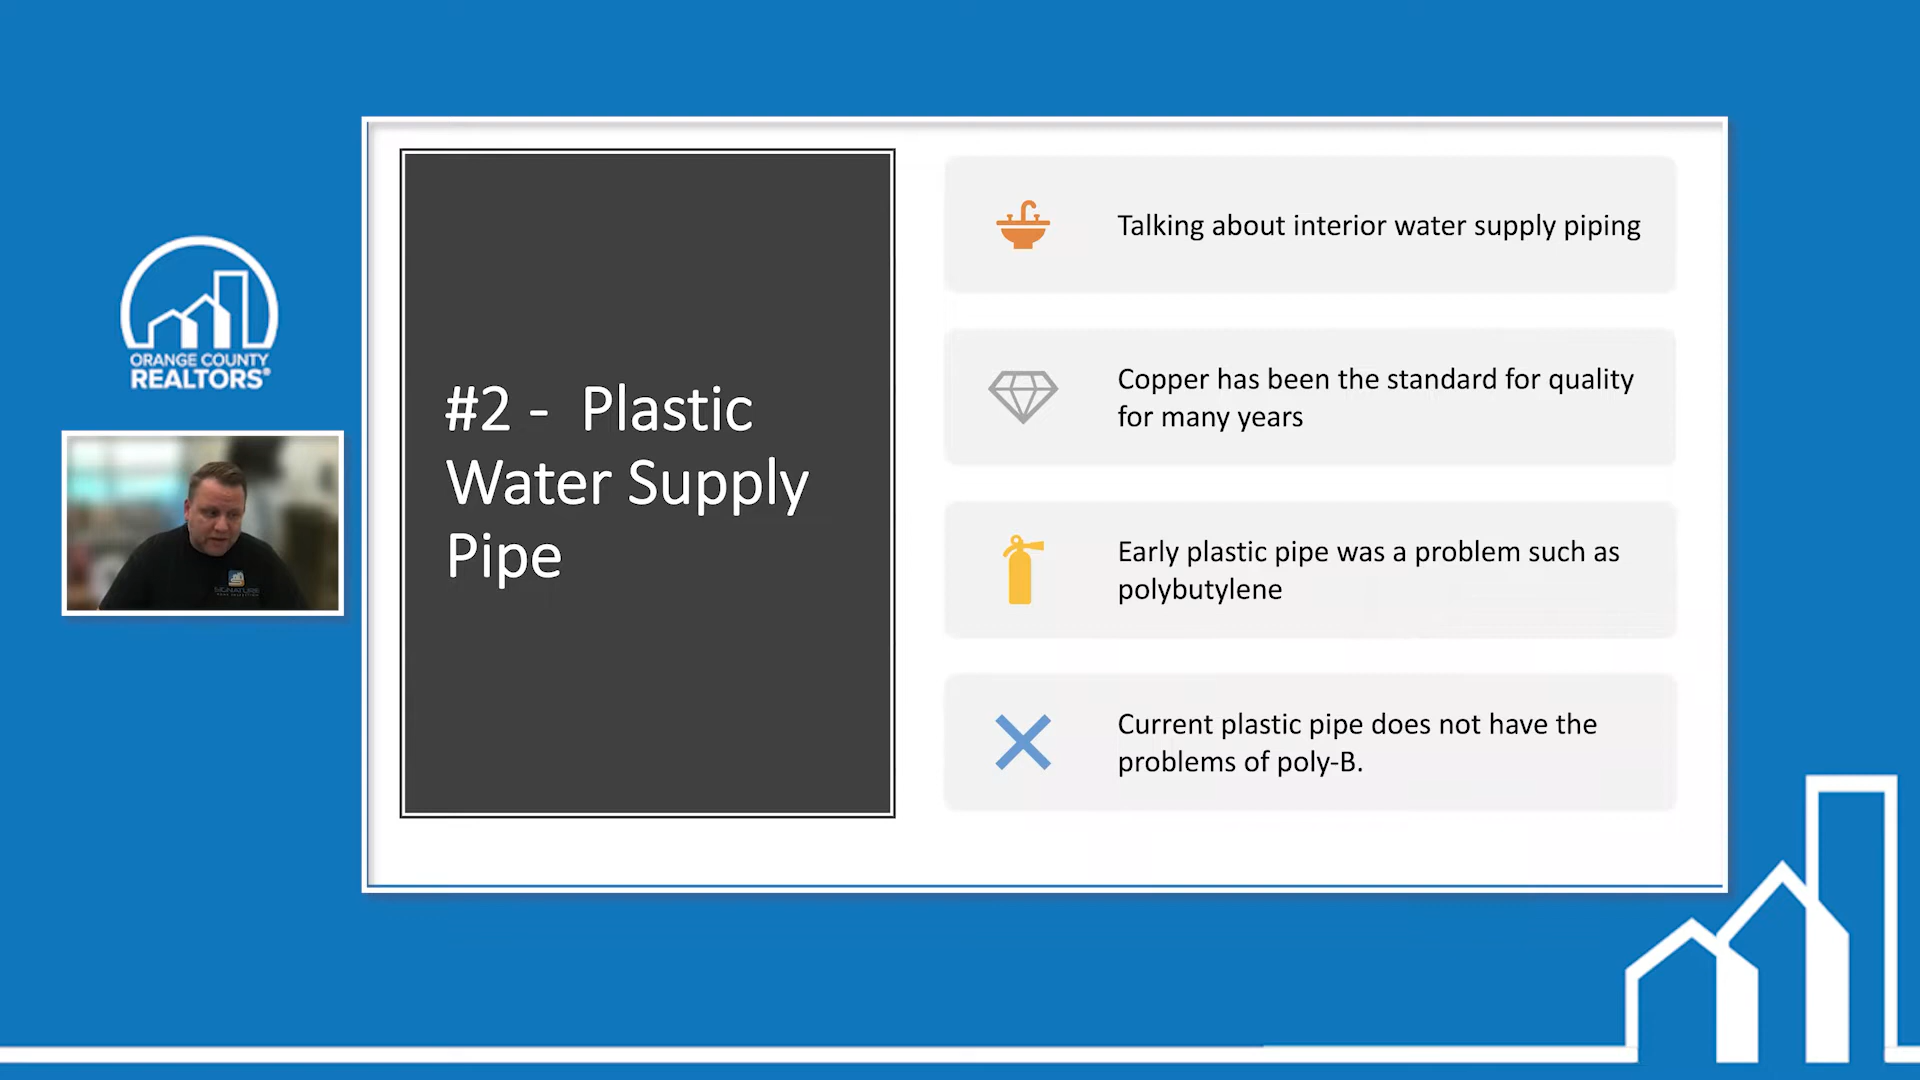 ORANGE COUNTY
REALTORS®
SIGNATURE
#2 - Plastic
Water Supply
Pipe
Talking about interior water supply piping
Copper has been the standard for quality
for many years
Early plastic pipe was a problem such as
polybutylene
Current plastic pipe does not have the
problems of poly-B.